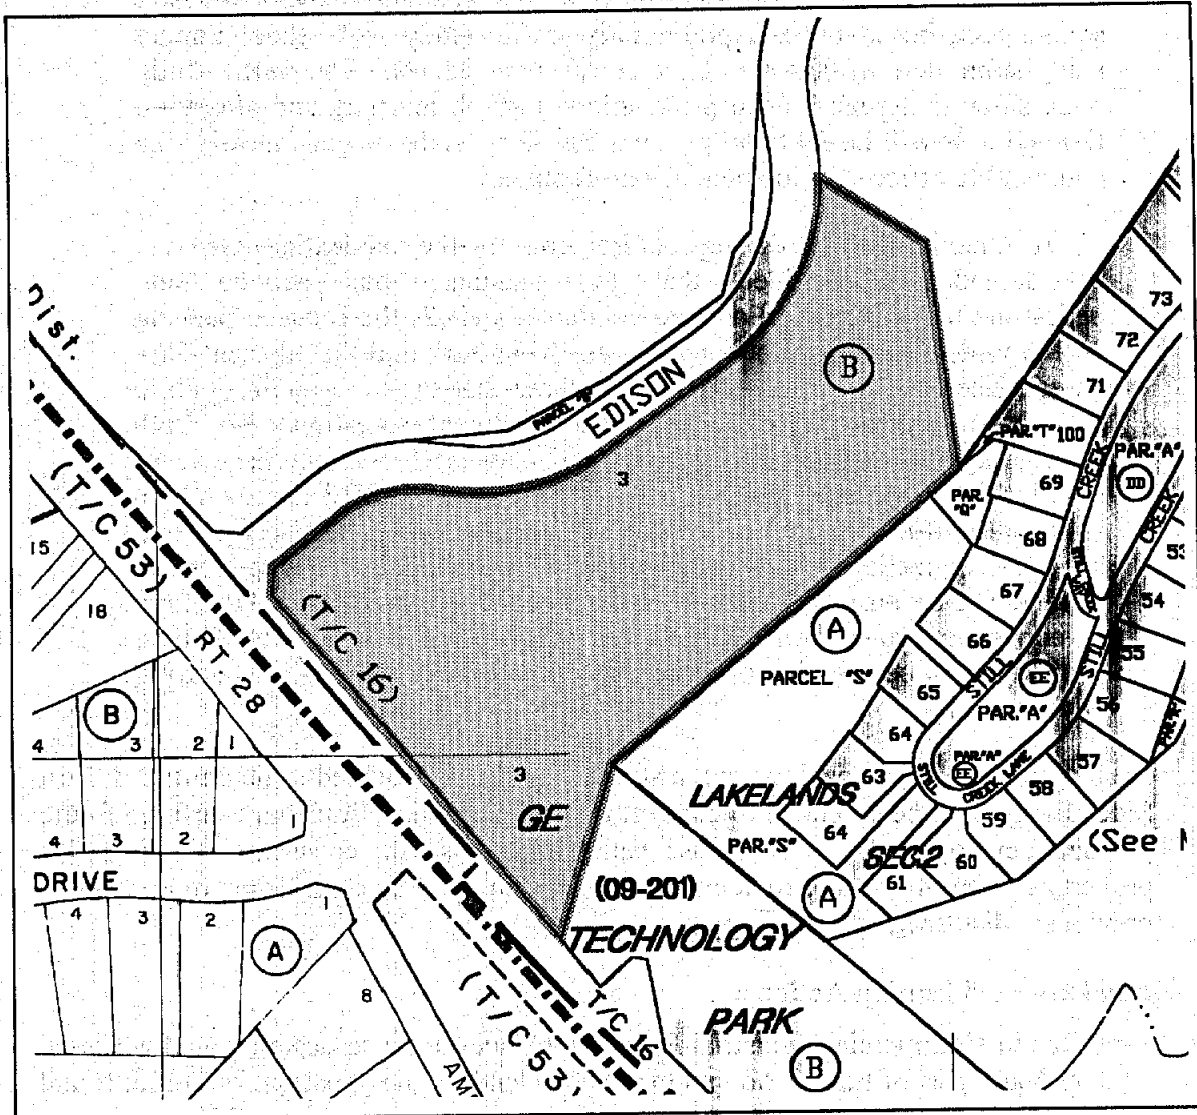 Dist.
(T/C 53)
RT. 28
(T/C 16)
PARCEL
EDISON
3
B
3
GE
73
72
71
PAR."T" 100
69
PAR.
68
67
66
65
64
63
64
PAR."A"
DD
CREEK
CREEK
53
54
STILL
55
56
57
58
59
60
61
STILL
EE
PAR."A"
PAR."A"
EE
STILL
CREEK LANE
A
PARCEL "S"
LAKELANDS
PAR."S"
SEC.2
A
(See
(09-201)
TECHNOLOGY
PARK
B
15
18
B
4
3
2
1
4
3
2
1
DRIVE
4
3
2
1
A
8
AM
(T/C 53)
T/C 16